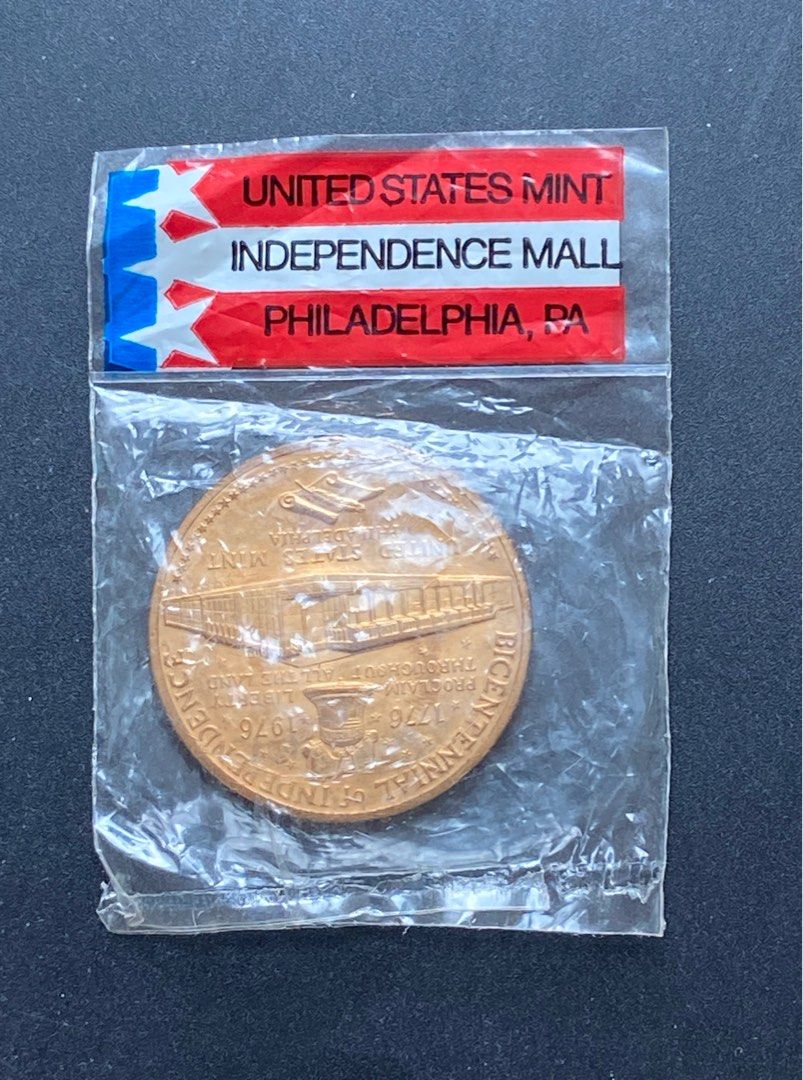 UNITED STATES MINT
INDEPENDENCE MALL
PHILADELPHIA, PA
BICENTENNIAL of INDEPENDENCE
1776 1976
PROCLAIM LIBERTY
THROUGHOUT ALL THE LAND
UNITED STATES MINT
PHILADELPHIA